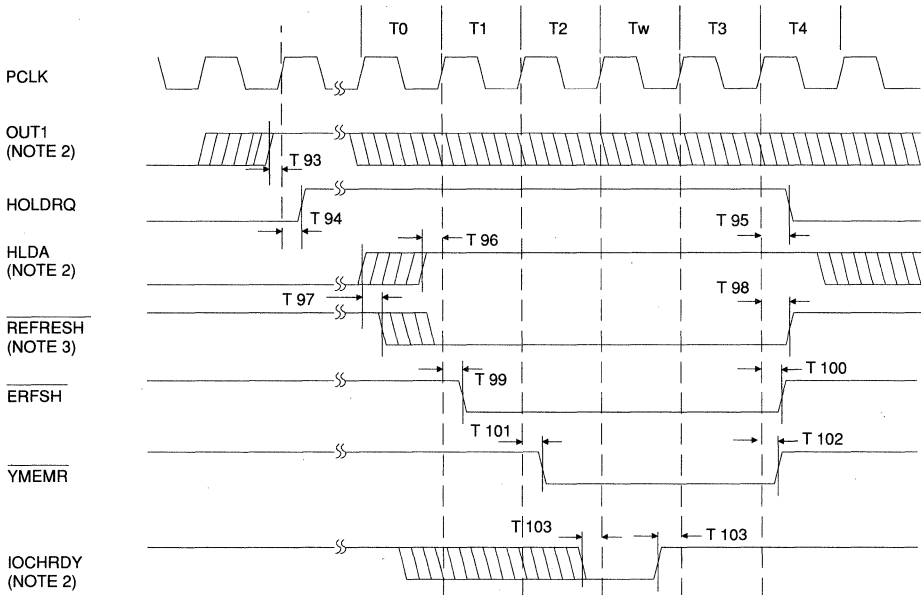 T0 T1 T2 Tw T3 T4
PCLK
OUT1
(NOTE 2)
T 93
HOLDRQ
T 94
T 95
HLDA
(NOTE 2)
T 96
T 97
T 98
REFRESH
(NOTE 3)
T 99
T 100
ERFSH
T 101
T 102
YMEMR
T 103
T 103
IOCHRDY
(NOTE 2)